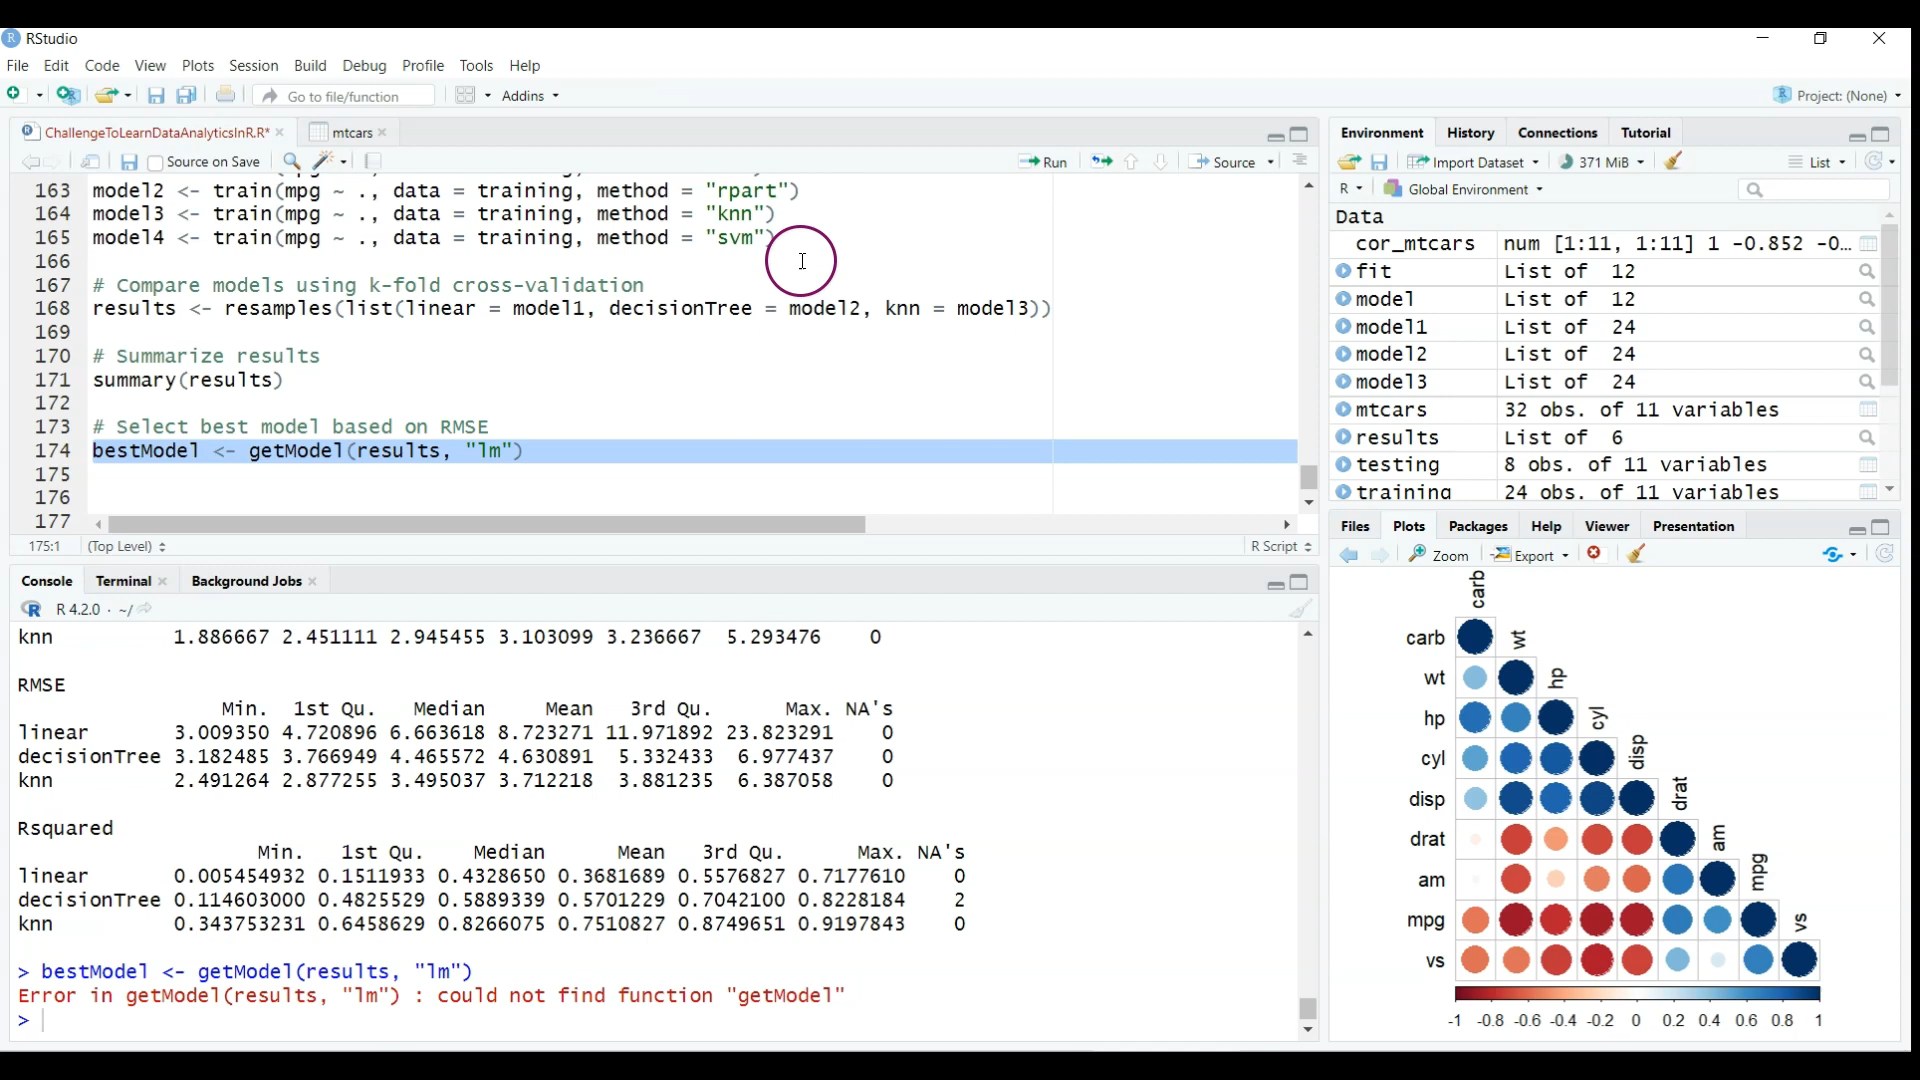 RStudio
File Edit Code View Plots Session Build Debug Profile Tools Help
Go to file/function Addins Project: (None)
ChallengeToLearnDataAnalyticsInR.R* mtcars
Source on Save Run Source
163 model2 <- train(mpg ~ ., data = training, method = "rpart")
164 model3 <- train(mpg ~ ., data = training, method = "knn")
165 model4 <- train(mpg ~ ., data = training, method = "svm")
166
167 # Compare models using k-fold cross-validation
168 results <- resamples(list(linear = model1, decisionTree = model2, knn = model3))
169
170 # Summarize results
171 summary(results)
172
173 # Select best model based on RMSE
174 bestModel <- getModel(results, "lm")
175
176
177
175:1 (Top Level) R Script
Console Terminal Background Jobs
R 4.2.0 · ~/
knn 1.886667 2.451111 2.945455 3.103099 3.236667 5.293476 0
RMSE
Min. 1st Qu. Median Mean 3rd Qu. Max. NA's
linear 3.009350 4.720896 6.663618 8.723271 11.971892 23.823291 0
decisionTree 3.182485 3.766949 4.465572 4.630891 5.332433 6.977437 0
knn 2.491264 2.877255 3.495037 3.712218 3.881235 6.387058 0
Rsquared
Min. 1st Qu. Median Mean 3rd Qu. Max. NA's
linear 0.005454932 0.1511933 0.4328650 0.3681689 0.5576827 0.7177610 0
decisionTree 0.114603000 0.4825529 0.5889339 0.5701229 0.7042100 0.8228184 2
knn 0.343753231 0.6458629 0.8266075 0.7510827 0.8749651 0.9197843 0
> bestModel <- getModel(results, "lm")
Error in getModel(results, "lm") : could not find function "getModel"
>
Environment History Connections Tutorial
Import Dataset 371 MiB List
R Global Environment
Data
cor_mtcars num [1:11, 1:11] 1 -0.852 -0...
fit List of 12
model List of 12
model1 List of 24
model2 List of 24
model3 List of 24
mtcars 32 obs. of 11 variables
results List of 6
testing 8 obs. of 11 variables
training 24 obs. of 11 variables
Files Plots Packages Help Viewer Presentation
Zoom Export
carb
carb wt
wt hp
hp cyl
cyl disp
disp drat
drat am
am mpg
mpg vs
vs
-1 -0.8 -0.6 -0.4 -0.2 0 0.2 0.4 0.6 0.8 1